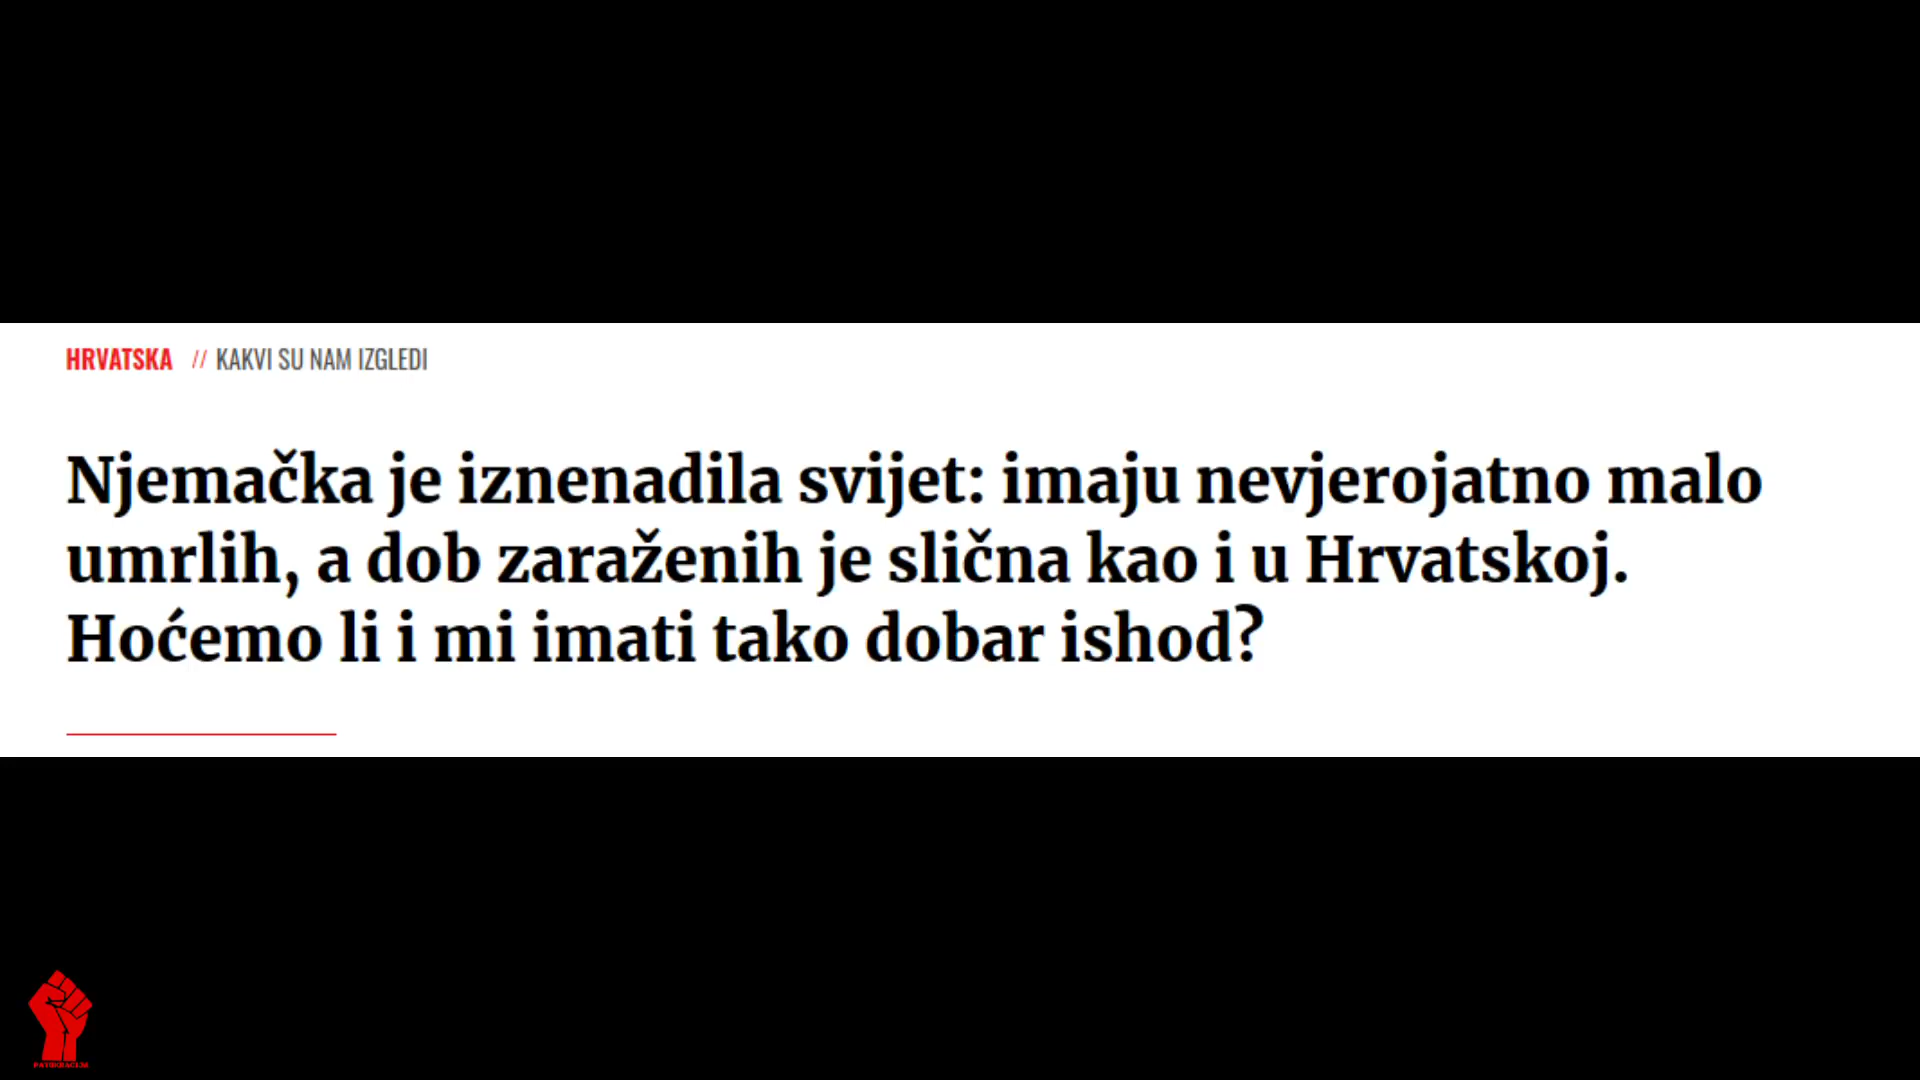 HRVATSKA // KAKVI SU NAM IZGLEDI
Njemačka je iznenadila svijet: imaju nevjerojatno malo
umrlih, a dob zaraženih je slična kao i u Hrvatskoj.
Hoćemo li i mi imati tako dobar ishod?